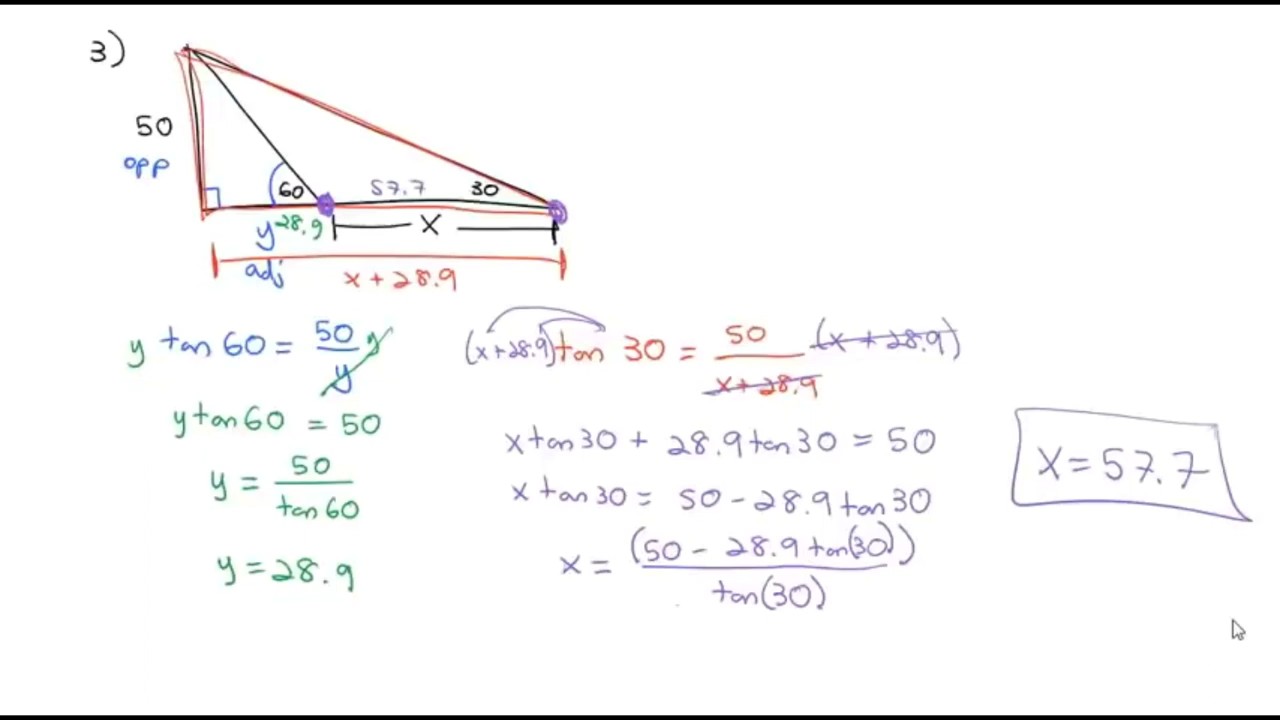 3)
50
opp
60
57.7
30
y 28.9
x
adj
x + 28.9
y tan 60 = 50/y y
y tan 60 = 50
y = 50/tan 60
y = 28.9
(x+28.9) tan 30 = 50/x+28.9 (x + 28.9)
x tan 30 + 28.9 tan 30 = 50
x tan 30 = 50 - 28.9 tan 30
x = (50 - 28.9 tan(30))/tan(30)
x = 57.7